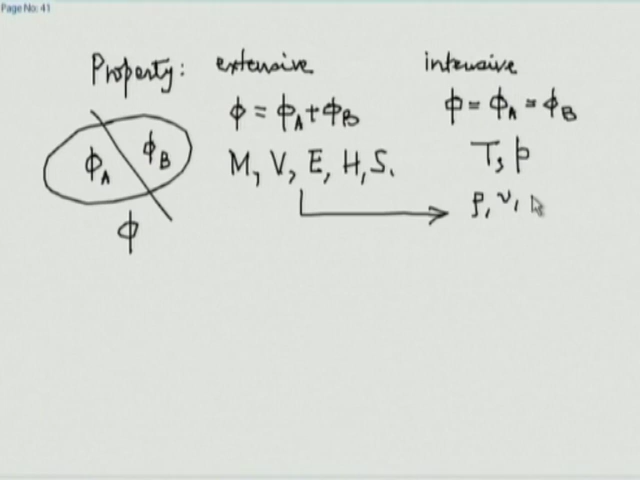 Page No: 41
Property: extensive intensive
ϕ = ϕA + ϕB ϕ = ϕA = ϕB
ϕA ϕB M, V, E, H, S. T, p
ρ, v,
ϕ